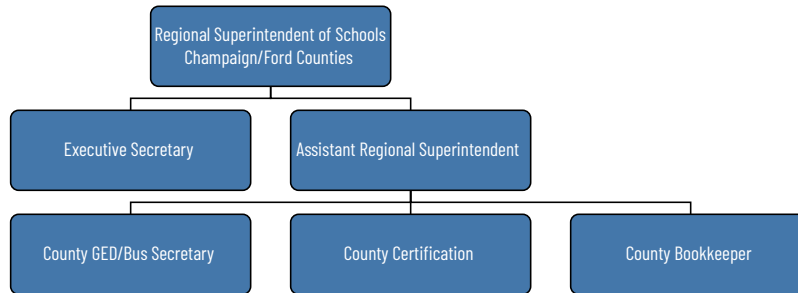 Regional Superintendent of Schools
Champaign/Ford Counties
Executive Secretary
Assistant Regional Superintendent
County GED/Bus Secretary
County Certification
County Bookkeeper